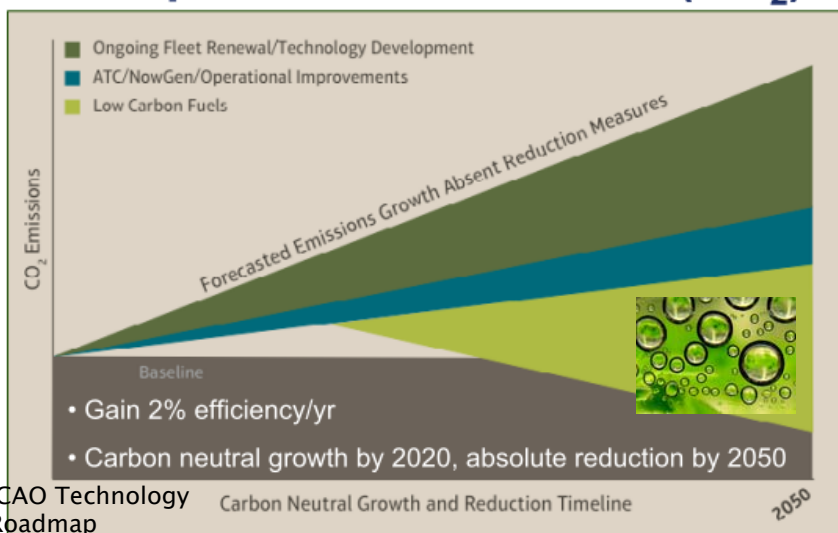 Ongoing Fleet Renewal/Technology Development
ATC/NowGen/Operational Improvements
Low Carbon Fuels
Forecasted Emissions Growth Absent Reduction Measures
CO₂ Emissions
Baseline
• Gain 2% efficiency/yr
• Carbon neutral growth by 2020, absolute reduction by 2050
CAO Technology
Roadmap
Carbon Neutral Growth and Reduction Timeline
2050